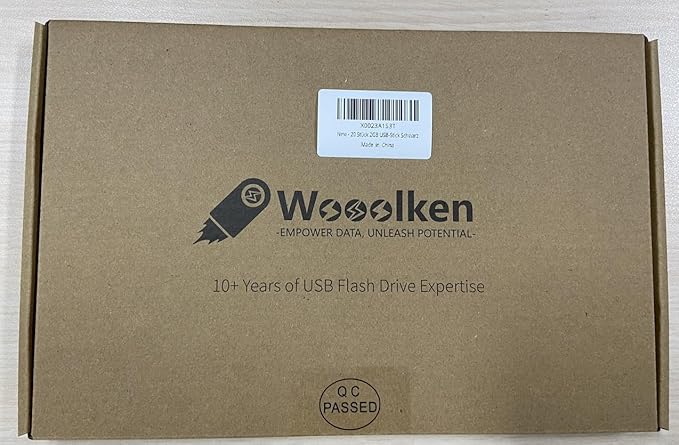 X0023A1S3T
New - 20 Stück 2GB USB-Stick Schwarz
Made in China
Wooolken
-EMPOWER DATA, UNLEASH POTENTIAL-
10+ Years of USB Flash Drive Expertise
QC
PASSED